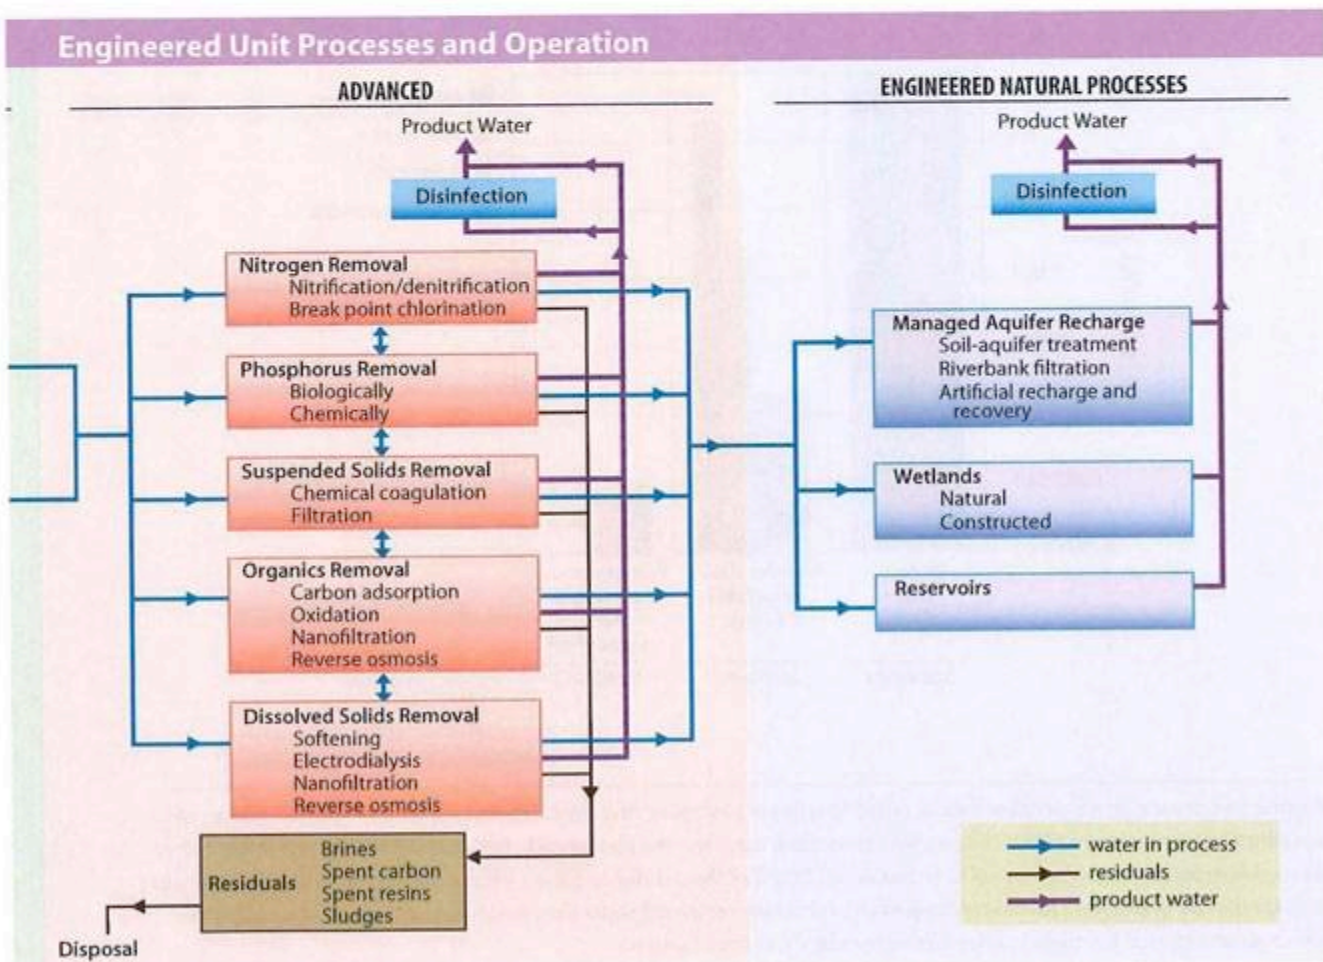 Engineered Unit Processes and Operation
ADVANCED
Product Water
Disinfection
Nitrogen Removal
Nitrification/denitrification
Break point chlorination
Phosphorus Removal
Biologically
Chemically
Suspended Solids Removal
Chemical coagulation
Filtration
Organics Removal
Carbon adsorption
Oxidation
Nanofiltration
Reverse osmosis
Dissolved Solids Removal
Softening
Electrodialysis
Nanofiltration
Reverse osmosis
Residuals
Brines
Spent carbon
Spent resins
Sludges
Disposal
ENGINEERED NATURAL PROCESSES
Product Water
Disinfection
Managed Aquifer Recharge
Soil-aquifer treatment
Riverbank filtration
Artificial recharge and
recovery
Wetlands
Natural
Constructed
Reservoirs
water in process
residuals
product water